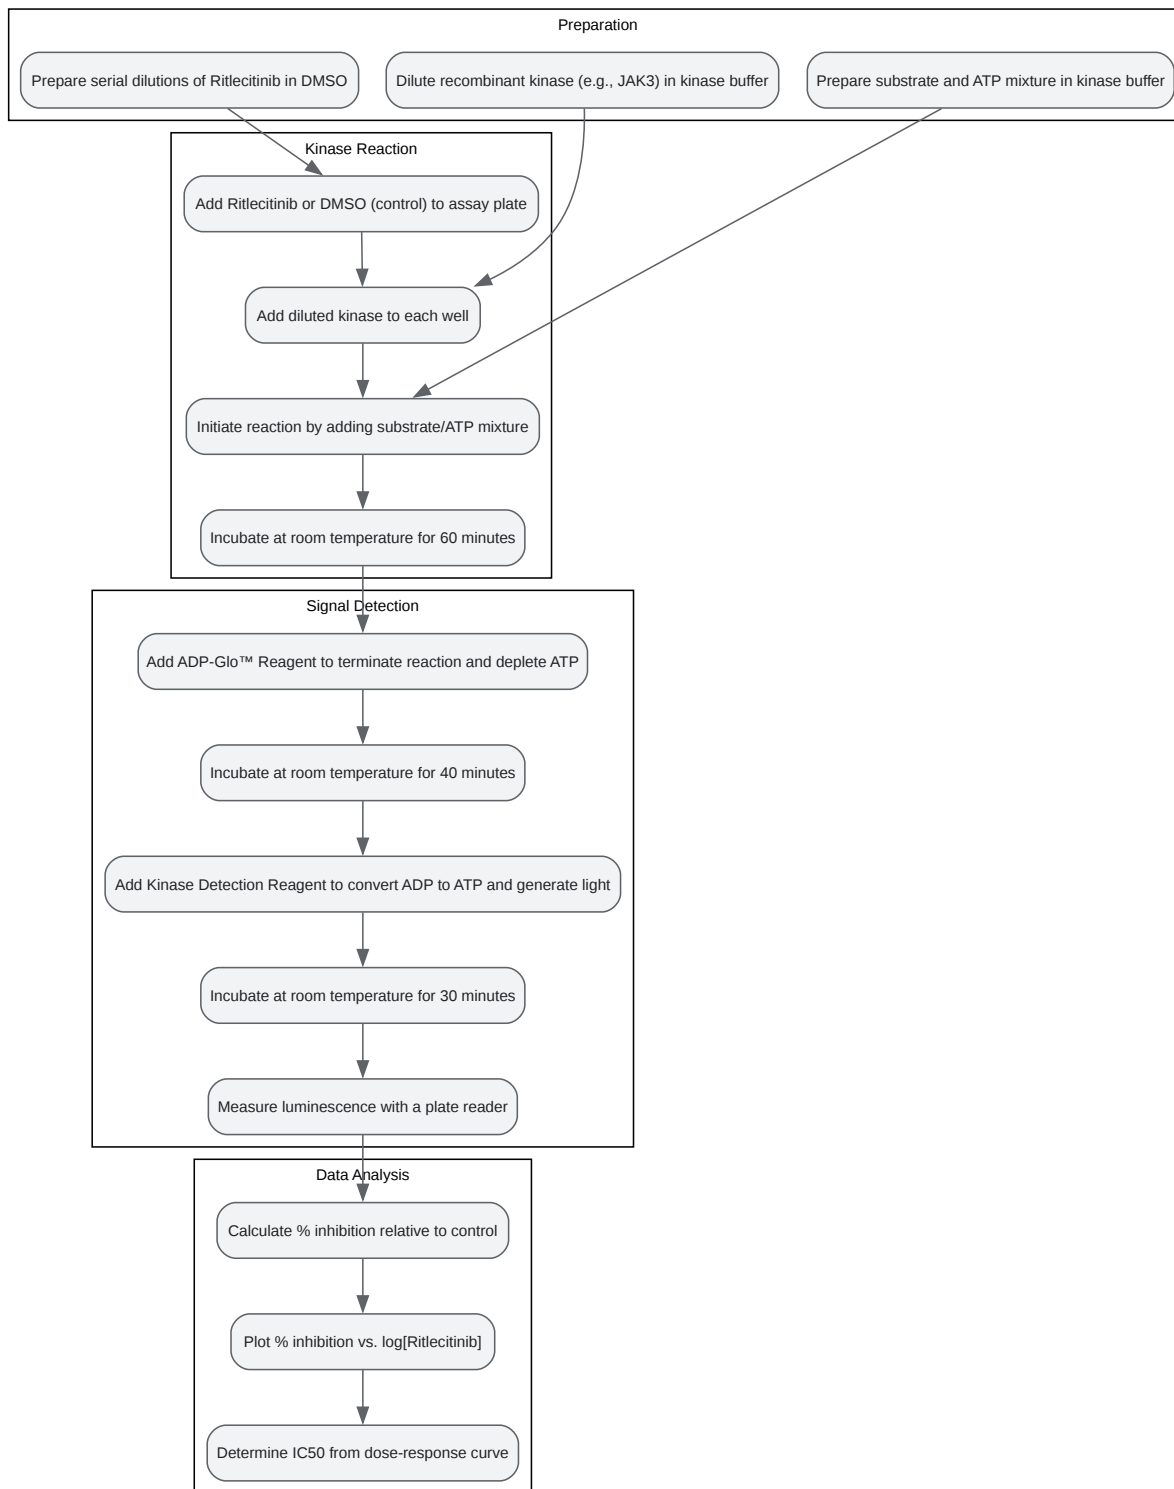 Preparation
Prepare serial dilutions of Ritlecitinib in DMSO
Dilute recombinant kinase (e.g., JAK3) in kinase buffer
Prepare substrate and ATP mixture in kinase buffer
Kinase Reaction
Add Ritlecitinib or DMSO (control) to assay plate
Add diluted kinase to each well
Initiate reaction by adding substrate/ATP mixture
Incubate at room temperature for 60 minutes
Signal Detection
Add ADP-Glo™ Reagent to terminate reaction and deplete ATP
Incubate at room temperature for 40 minutes
Add Kinase Detection Reagent to convert ADP to ATP and generate light
Incubate at room temperature for 30 minutes
Measure luminescence with a plate reader
Data Analysis
Calculate % inhibition relative to control
Plot % inhibition vs. log[Ritlecitinib]
Determine IC50 from dose-response curve